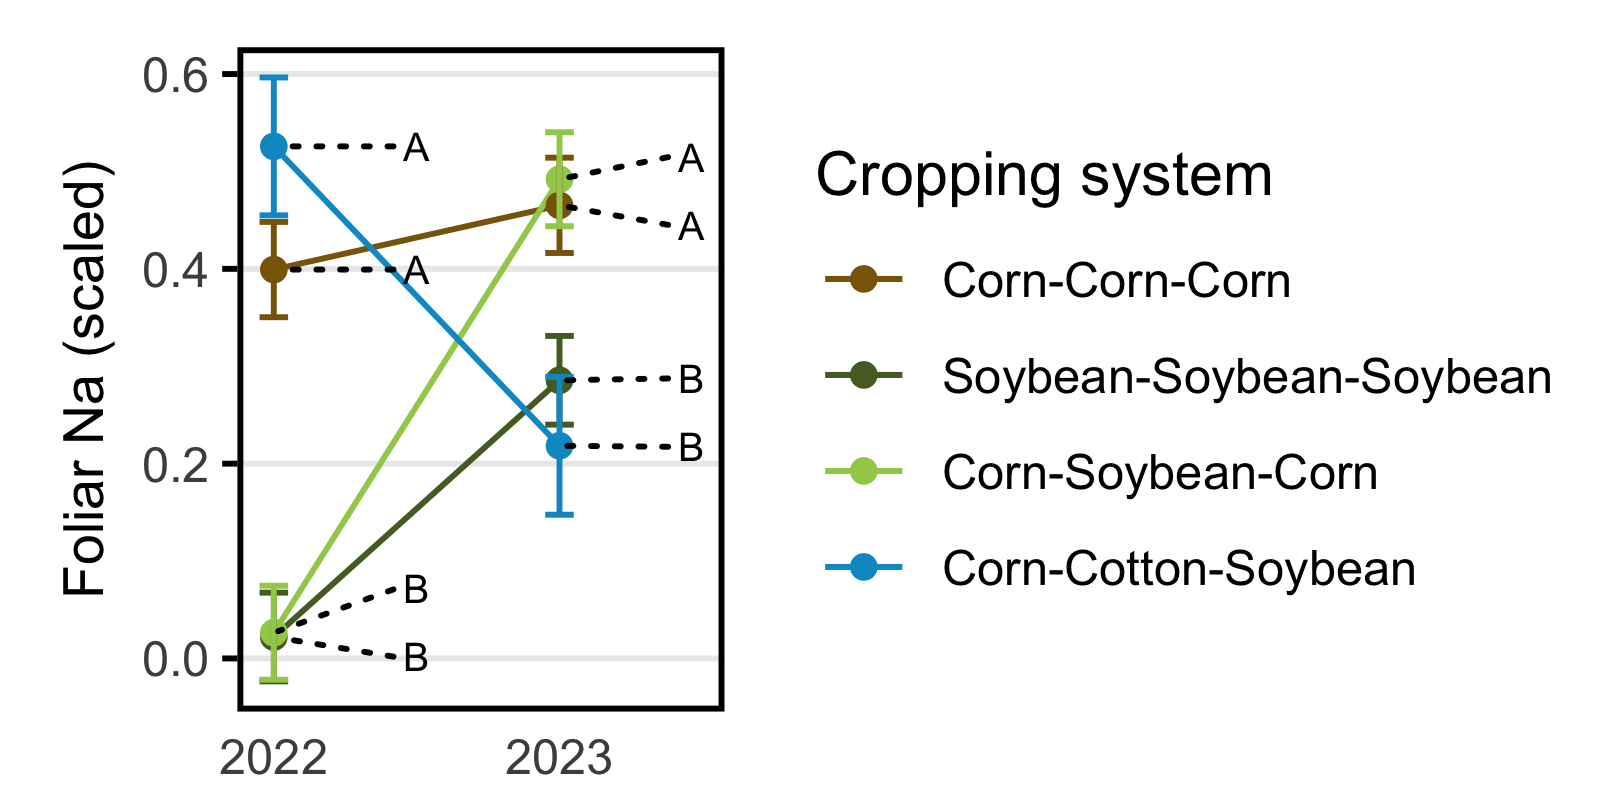 Foliar Na (scaled)
0.6
0.4
0.2
0.0
A
A
B
B
A
A
B
B
2022
2023
Cropping system
Corn-Corn-Corn
Soybean-Soybean-Soybean
Corn-Soybean-Corn
Corn-Cotton-Soybean